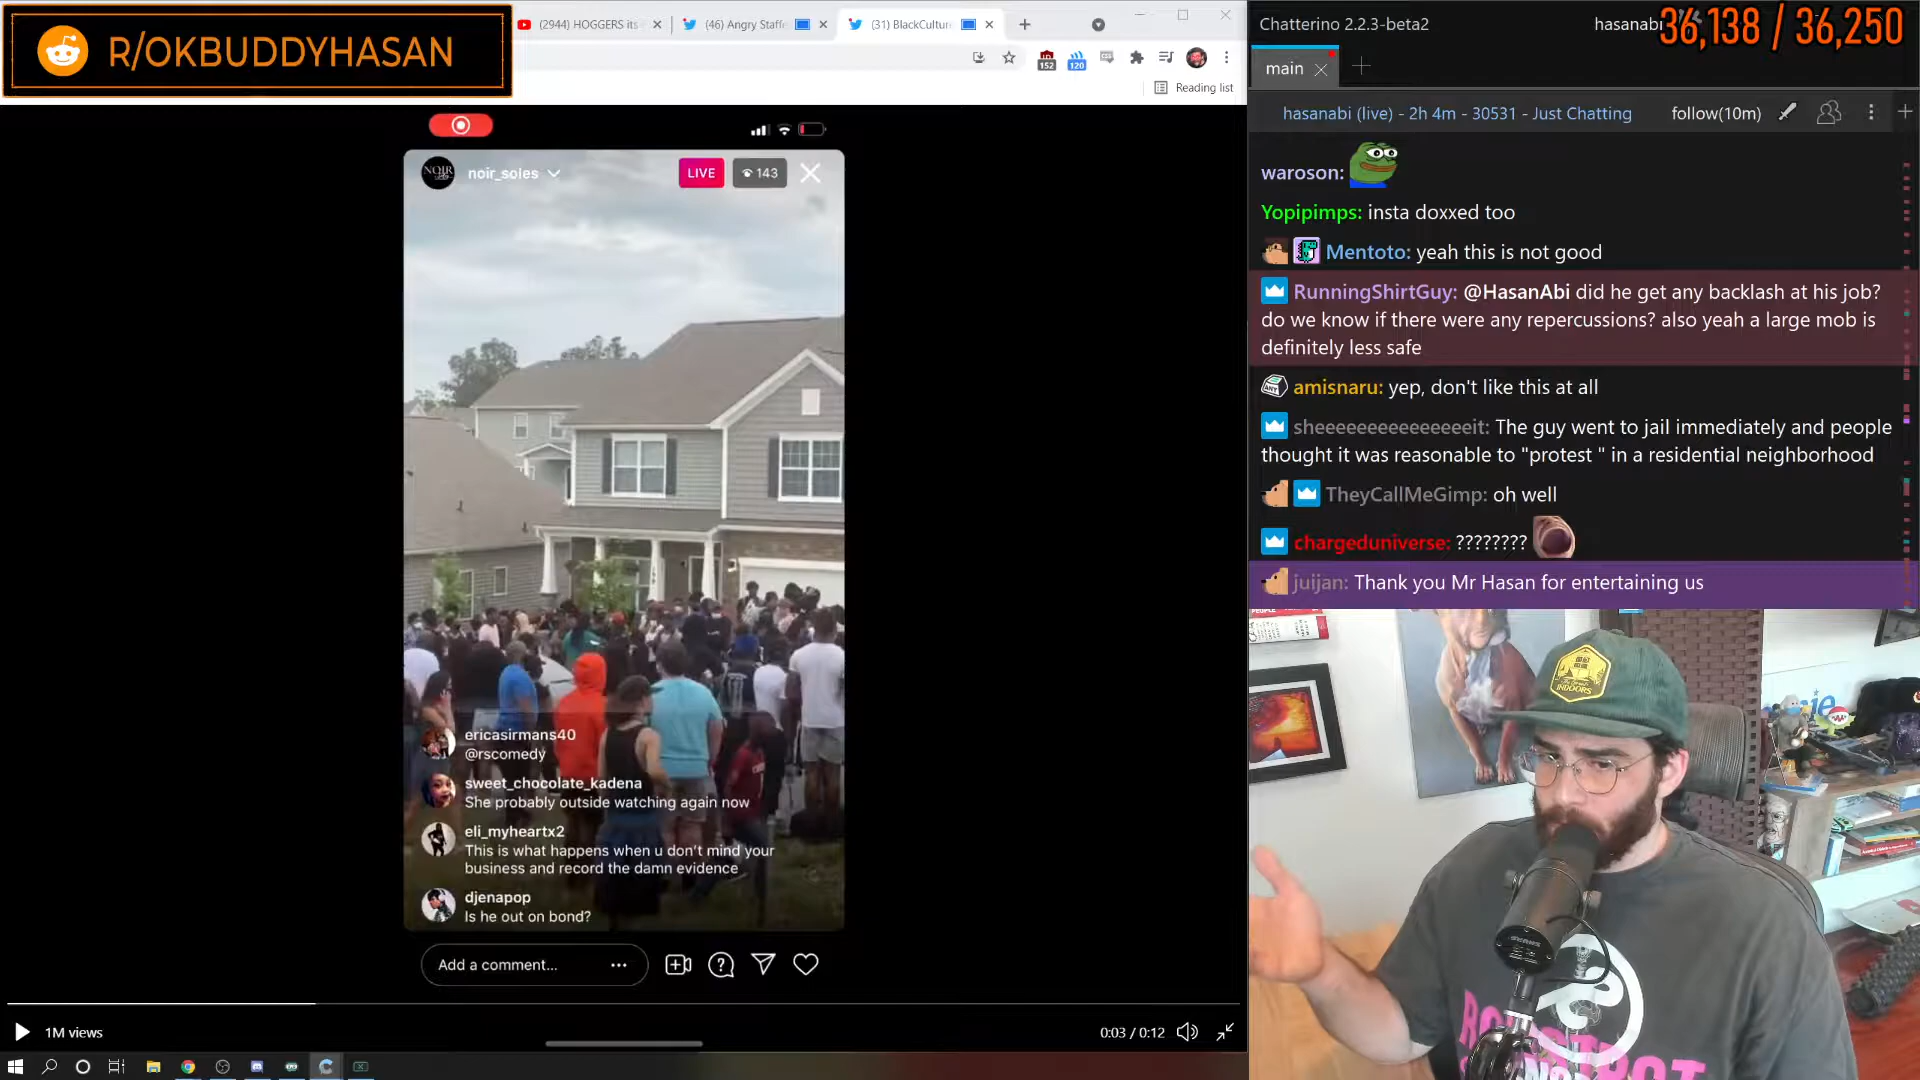 R/OKBUDDYHASAN
(2944) HOGGERS its
(46) Angry Staff
(31) BlackCultur
152
120
Reading list
noir_soles
LIVE
143
NOIR
ericasirmans40
@rscomedy
sweet_chocolate_kadena
She probably outside watching again now
eli_myheartx2
This is what happens when u don't mind your
business and record the damn evidence
djenapop
Is he out on bond?
Add a comment...
1M views
0:03 / 0:12
Chatterino 2.2.3-beta2
hasanabi
36,138 / 36,250
main
hasanabi (live) - 2h 4m - 30531 - Just Chatting
follow(10m)
waroson:
Yopipimps: insta doxxed too
Mentoto: yeah this is not good
RunningShirtGuy: @HasanAbi did he get any backlash at his job?
do we know if there were any repercussions? also yeah a large mob is
definitely less safe
amisnaru: yep, don't like this at all
sheeeeeeeeeeeeeeit: The guy went to jail immediately and people
thought it was reasonable to "protest " in a residential neighborhood
TheyCallMeGimp: oh well
chargeduniverse: ????????
juijan: Thank you Mr Hasan for entertaining us
INDOORS